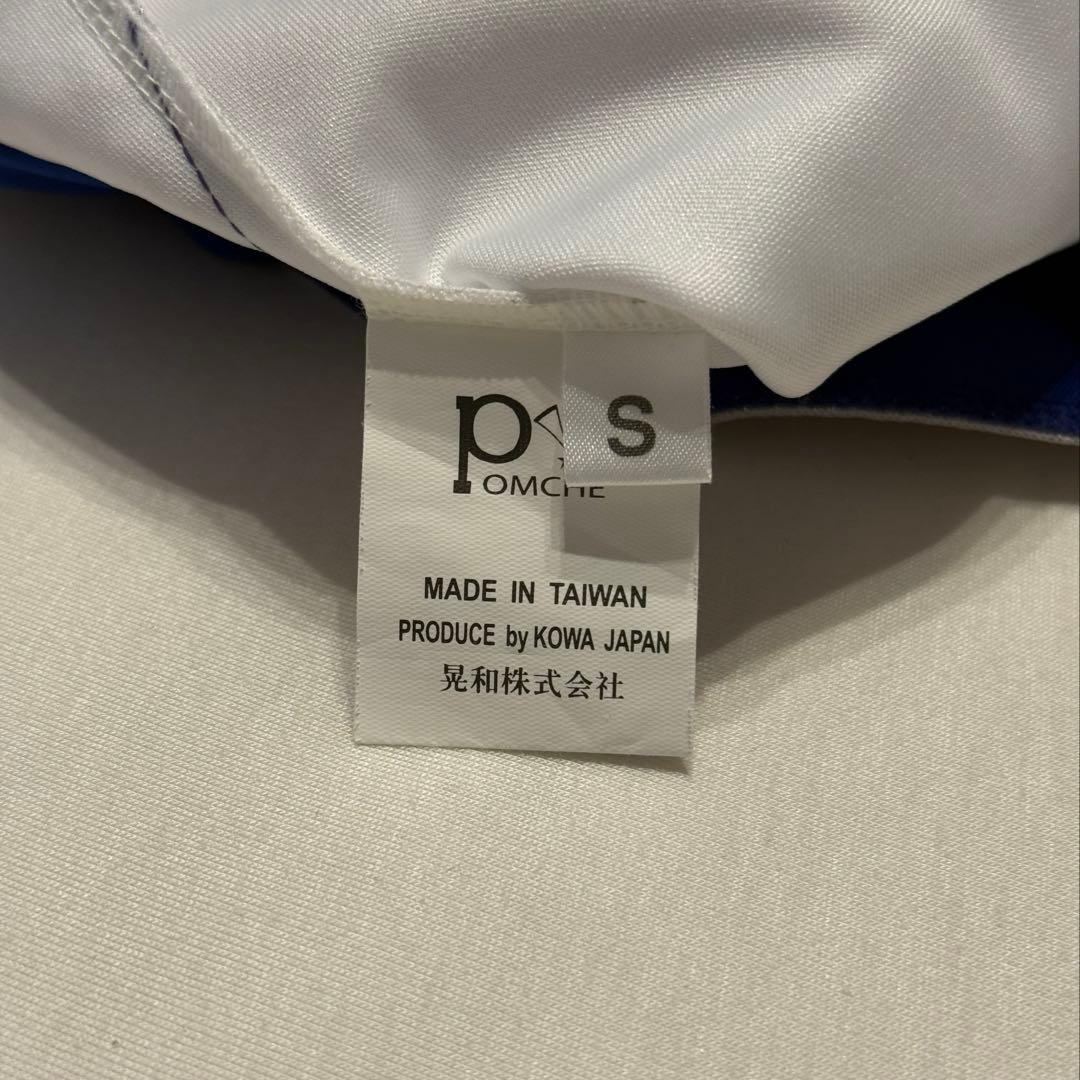 p
S
OMCHE
MADE IN TAIWAN
PRODUCE by KOWA JAPAN
晃和株式会社